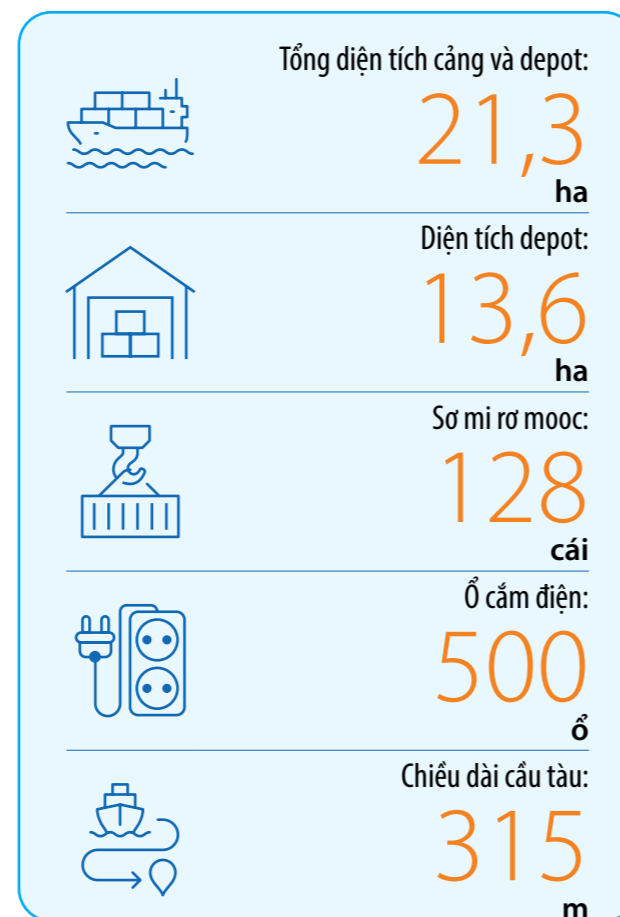 Tổng diện tích cảng và depot:
21,3
ha
Diện tích depot:
13,6
ha
Sơ mi rơ mooc:
128
cái
Ổ cắm điện:
500
ổ
Chiều dài cầu tàu:
315
m